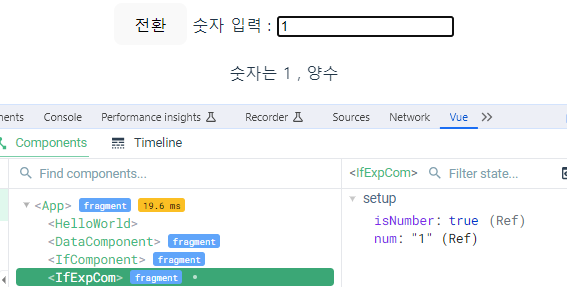 전환 숫자 입력 : 1
숫자는 1 , 양수
nents Console Performance insights Recorder Sources Network Vue
Components Timeline
Find components... <IfExpCom> Filter state...
<App> fragment 19.6 ms setup
<HelloWorld> isNumber: true (Ref)
<DataComponent> fragment num: "1" (Ref)
<IfComponent> fragment
<IfExpCom> fragment